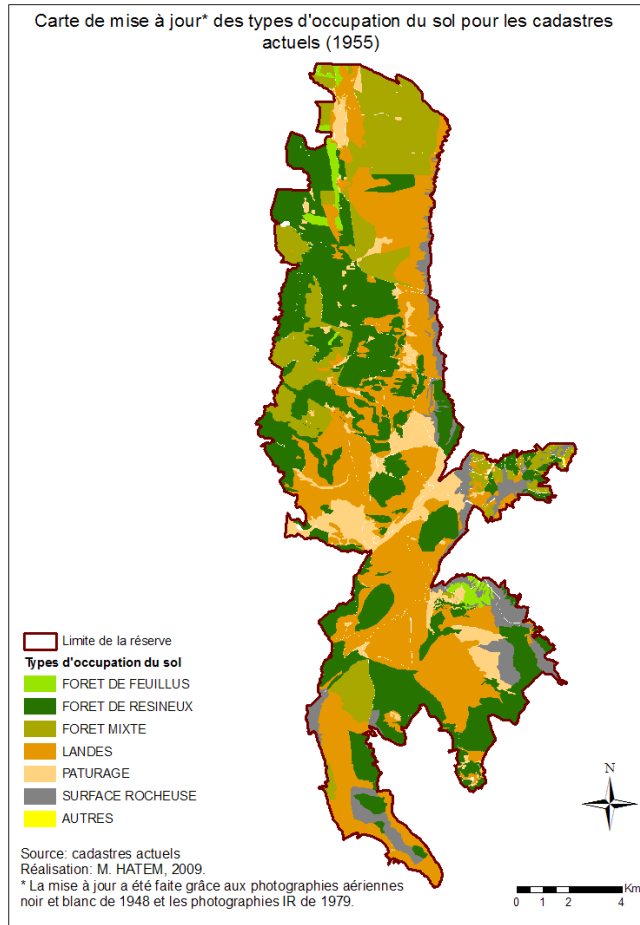 Carte de mise à jour* des types d'occupation du sol pour les cadastres
actuels (1955)
Limite de la réserve
Types d'occupation du sol
FORET DE FEUILLUS
FORET DE RESINEUX
FORET MIXTE
LANDES
PATURAGE
SURFACE ROCHEUSE
AUTRES
N
Source: cadastres actuels
Réalisation: M. HATEM, 2009.
* La mise à jour a été faite grâce aux photographies aériennes
noir et blanc de 1948 et les photographies IR de 1979.
Km
0 1 2 4